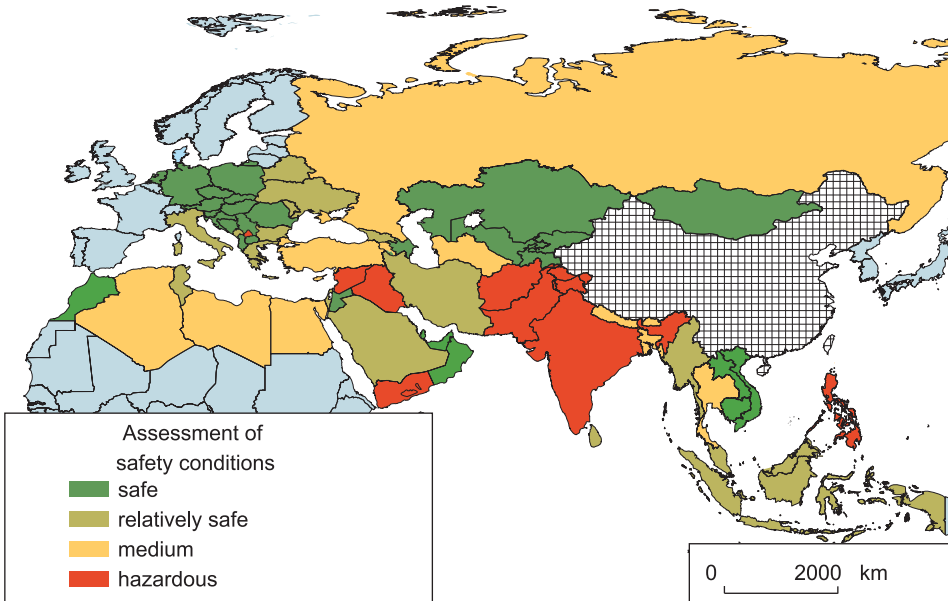 Assessment of
safety conditions
safe
relatively safe
medium
hazardous
0 2000 km